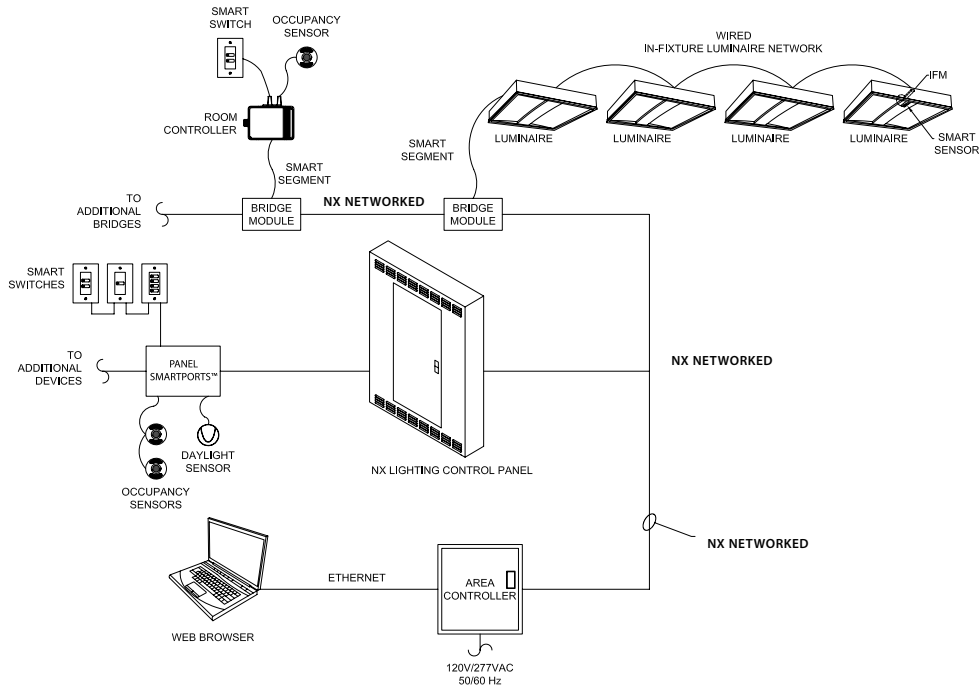 SMART
SWITCH
OCCUPANCY
SENSOR
WIRED
IN-FIXTURE LUMINAIRE NETWORK
IFM
ROOM
CONTROLLER
LUMINAIRE
LUMINAIRE
LUMINAIRE
LUMINAIRE
SMART
SENSOR
SMART
SEGMENT
SMART
SEGMENT
TO
ADDITIONAL
BRIDGES
BRIDGE
MODULE
NX NETWORKED
BRIDGE
MODULE
SMART
SWITCHES
TO
ADDITIONAL
DEVICES
PANEL
SMARTPORTS™
NX NETWORKED
DAYLIGHT
SENSOR
OCCUPANCY
SENSORS
NX LIGHTING CONTROL PANEL
NX NETWORKED
ETHERNET
AREA
CONTROLLER
WEB BROWSER
120V/277VAC
50/60 Hz